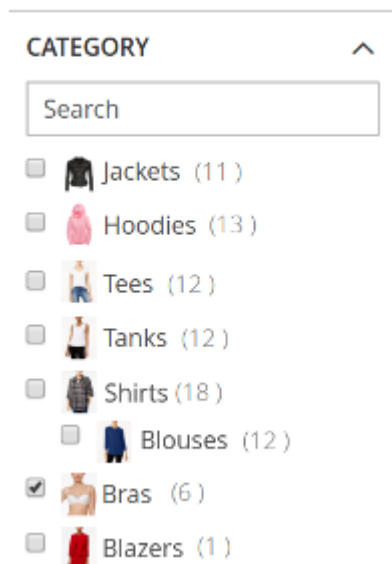 CATEGORY
Search
Jackets (11)
Hoodies (13)
Tees (12)
Tanks (12)
Shirts (18)
Blouses (12)
Bras (6)
Blazers (1)